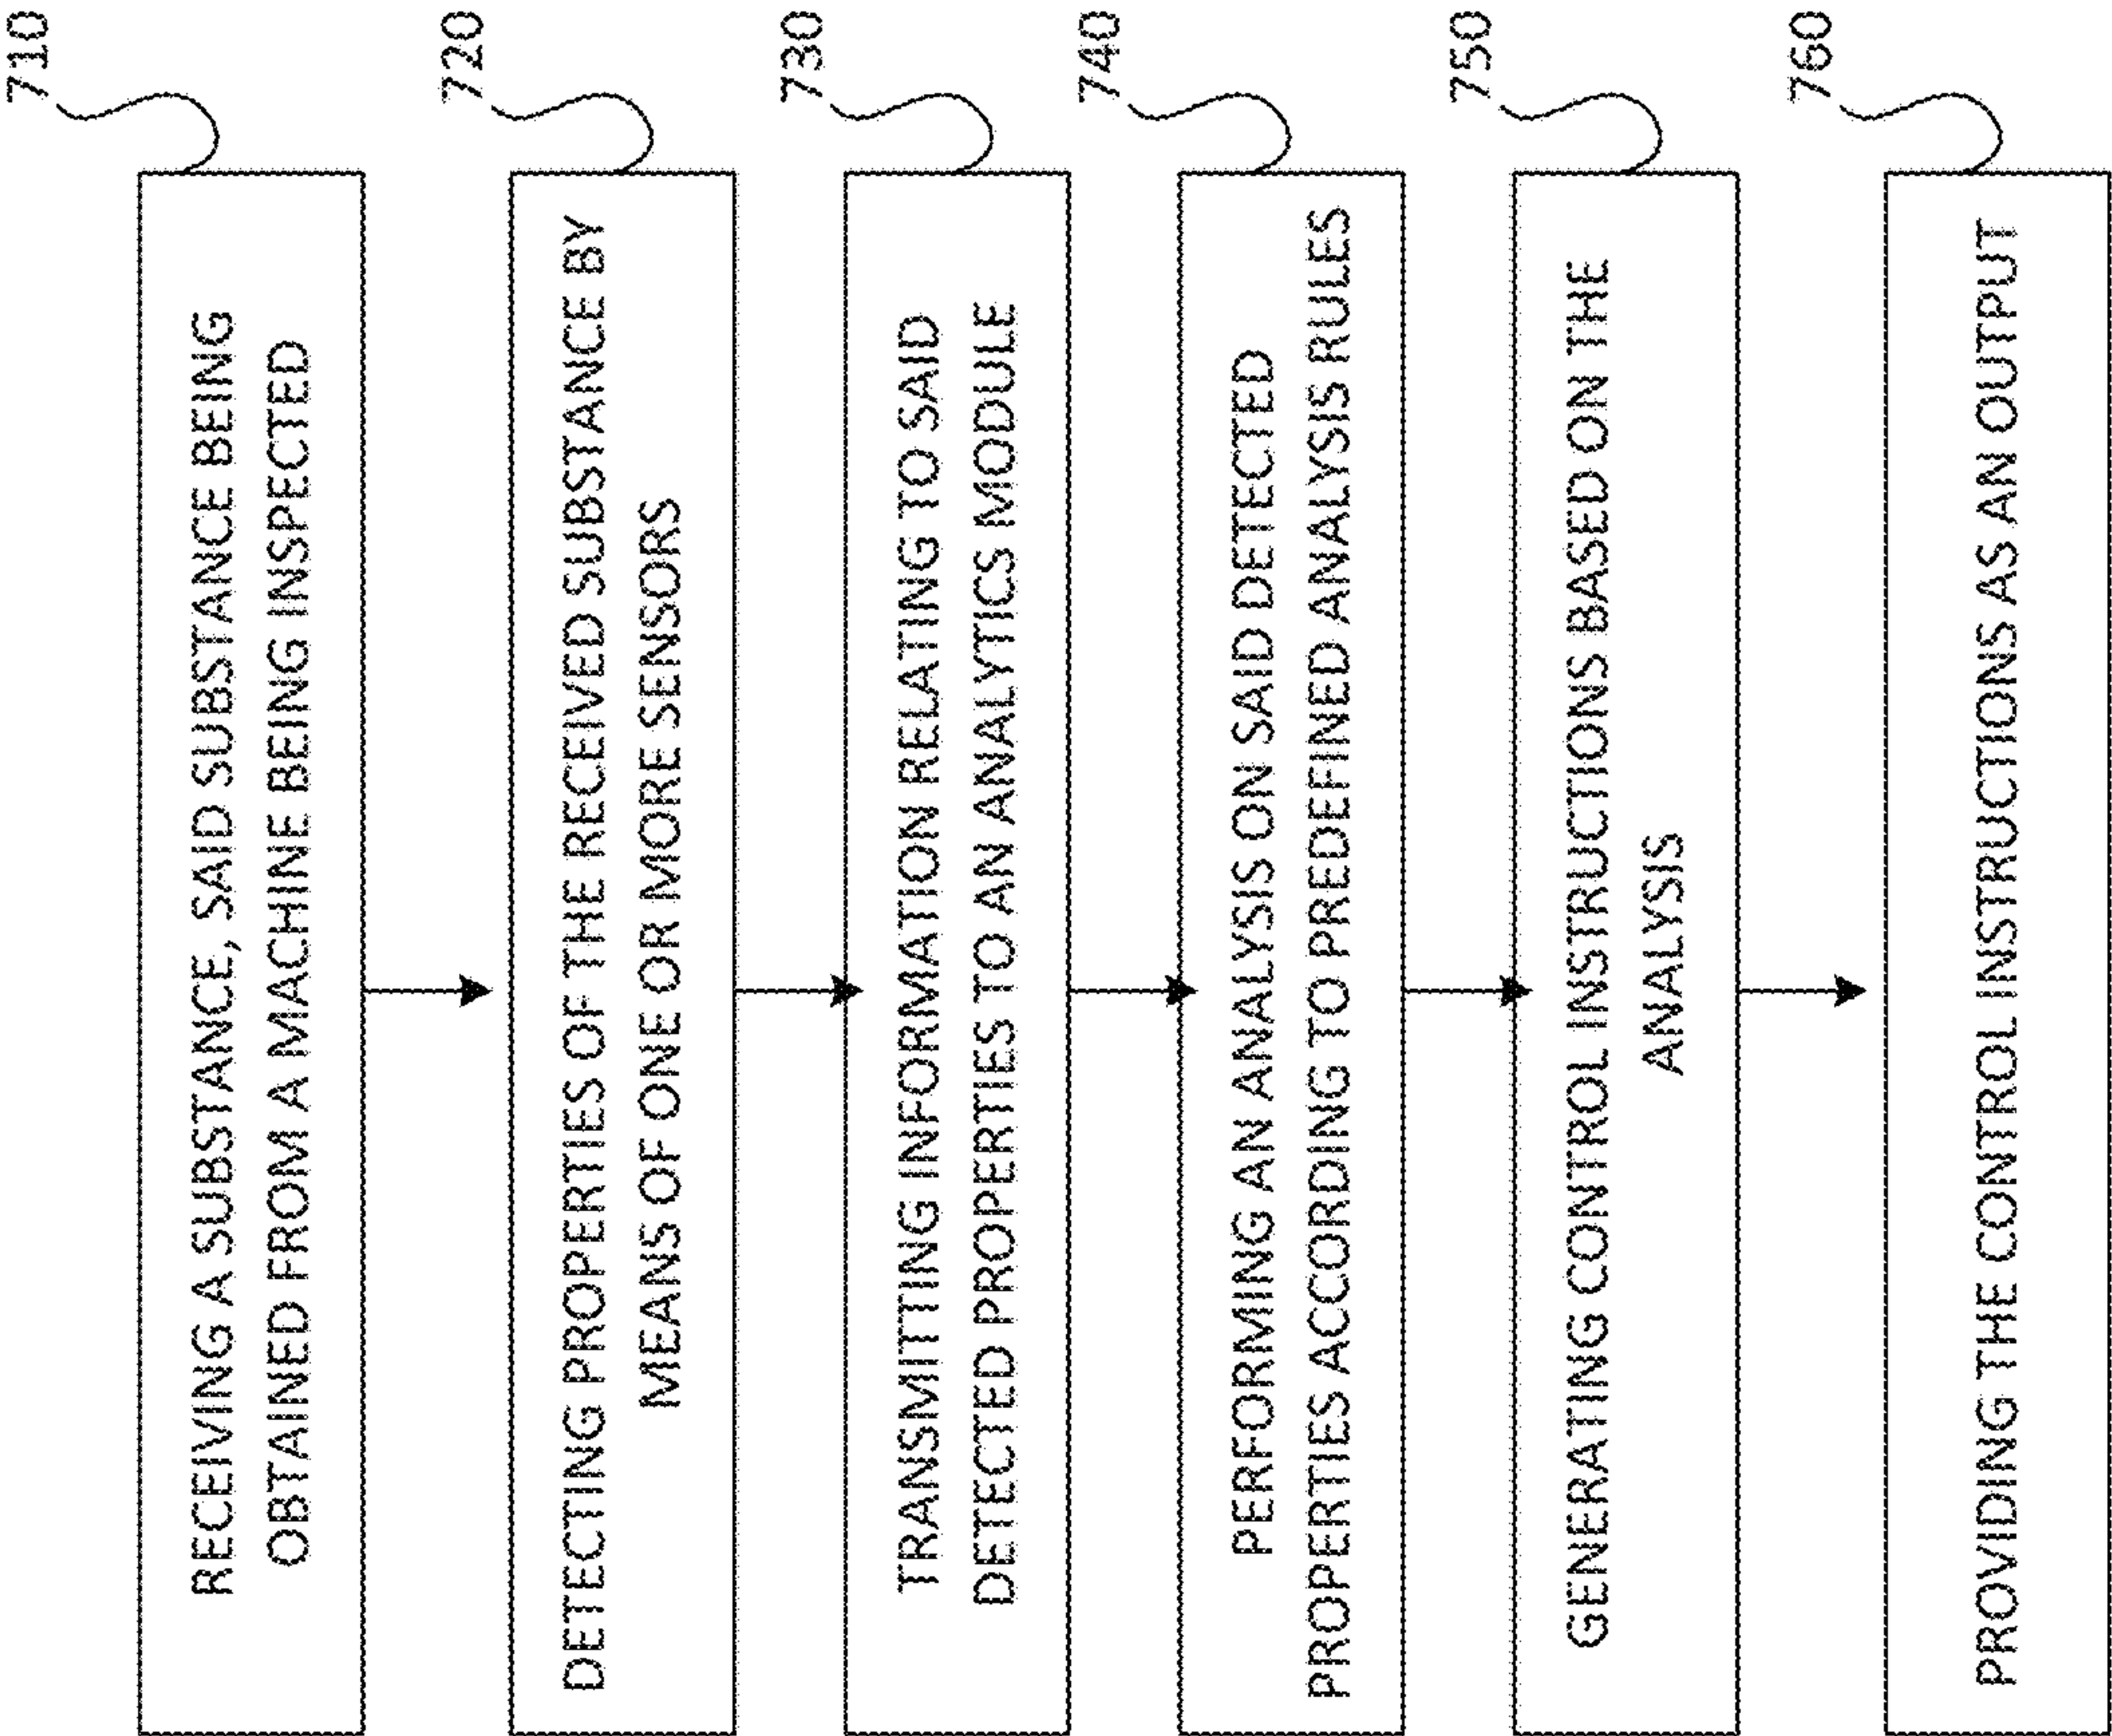 710
RECEIVING A SUBSTANCE, SAID SUBSTANCE BEING
OBTAINED FROM A MACHINE BEING INSPECTED
720
DETECTING PROPERTIES OF THE RECEIVED SUBSTANCE BY
MEANS OF ONE OR MORE SENSORS
730
TRANSMITTING INFORMATION RELATING TO SAID
DETECTED PROPERTIES TO AN ANALYTICS MODULE
740
PERFORMING AN ANALYSIS ON SAID DETECTED
PROPERTIES ACCORDING TO PREDEFINED ANALYSIS RULES
750
GENERATING CONTROL INSTRUCTIONS BASED ON THE
ANALYSIS
760
PROVIDING THE CONTROL INSTRUCTIONS AS AN OUTPUT